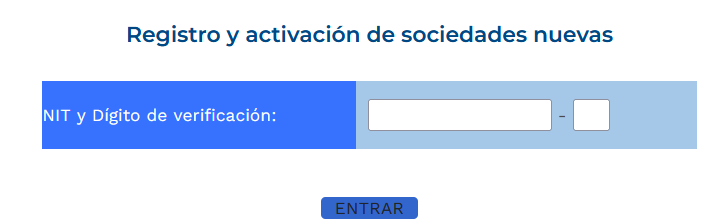 Registro y activación de sociedades nuevas
NIT y Dígito de verificación:
-
ENTRAR